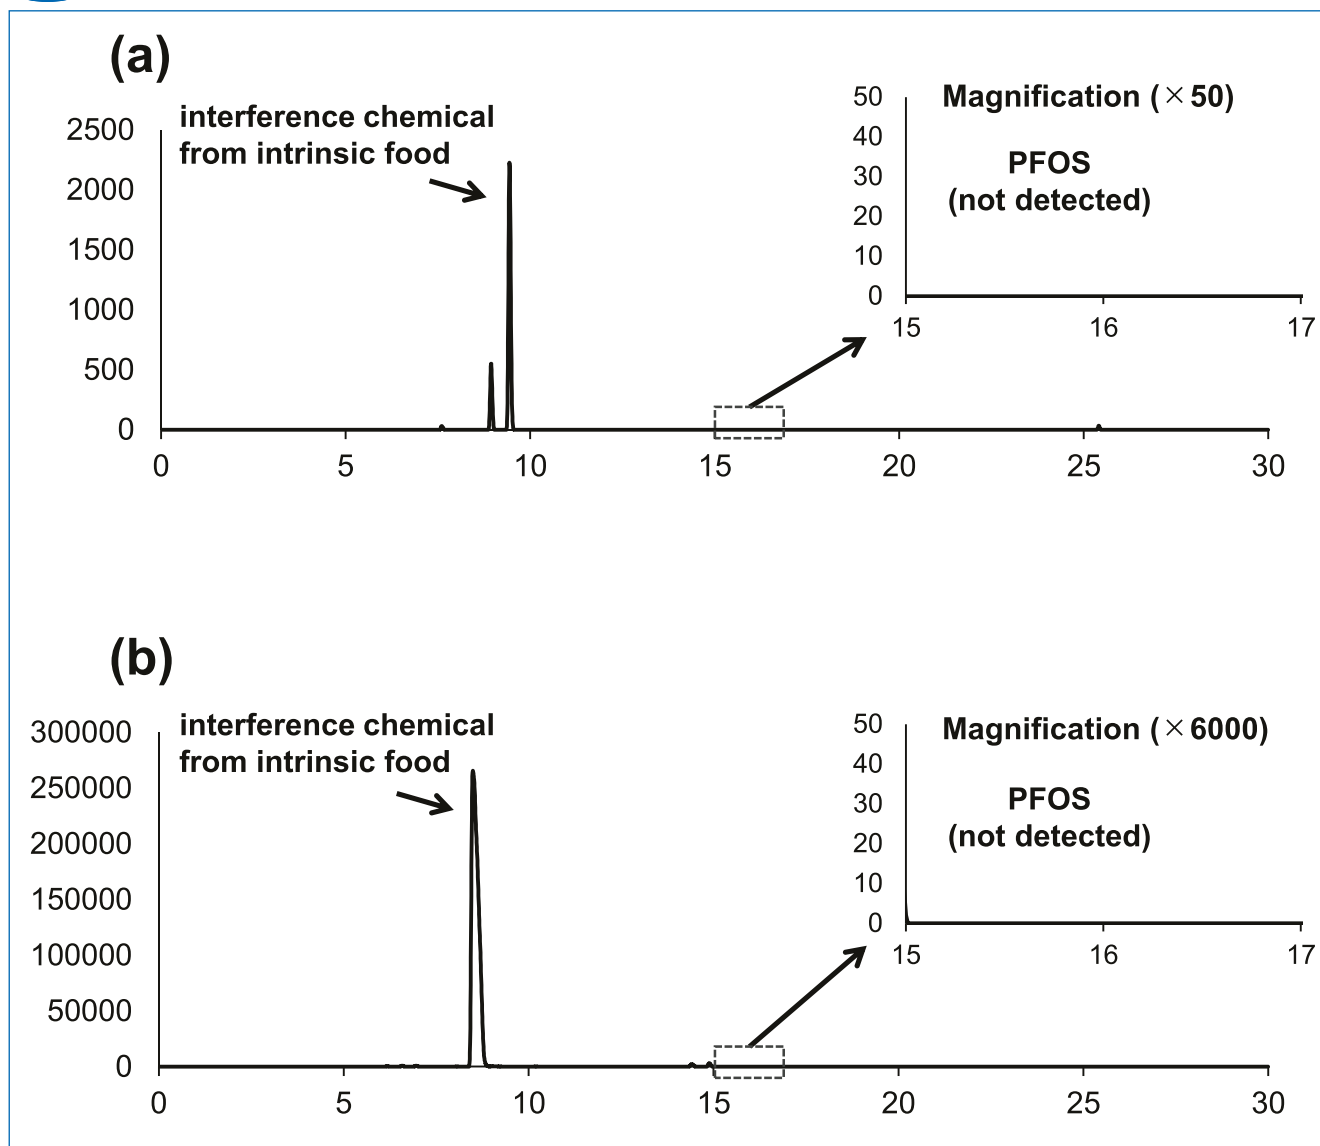 (a)
interference chemical
from intrinsic food
2500
2000
1500
1000
500
0
0 5 10 15 20 25 30
Magnification (×50)
PFOS
(not detected)
50
40
30
20
10
0
15 16 17
(b)
interference chemical
from intrinsic food
300000
250000
200000
150000
100000
50000
0
0 5 10 15 20 25 30
Magnification (×6000)
PFOS
(not detected)
50
40
30
20
10
0
15 16 17